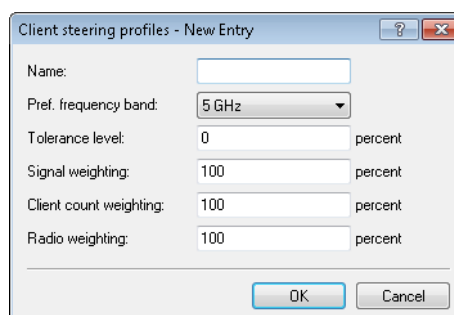 Client steering profiles - New Entry
Name:
Pref. frequency band: 5 GHz
Tolerance level: 0 percent
Signal weighting: 100 percent
Client count weighting: 100 percent
Radio weighting: 100 percent
OK Cancel